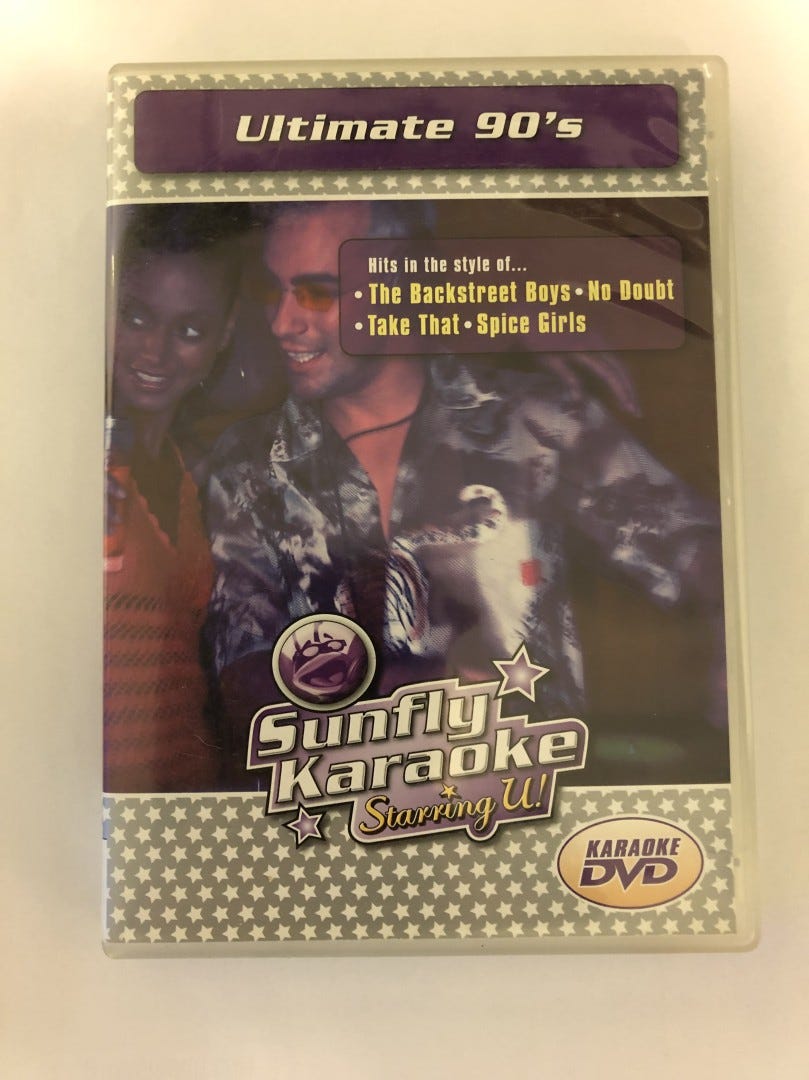 Ultimate 90's
Hits in the style of...
• The Backstreet Boys • No Doubt
• Take That • Spice Girls
Sunfly
Karaoke
Starring U!
KARAOKE
DVD